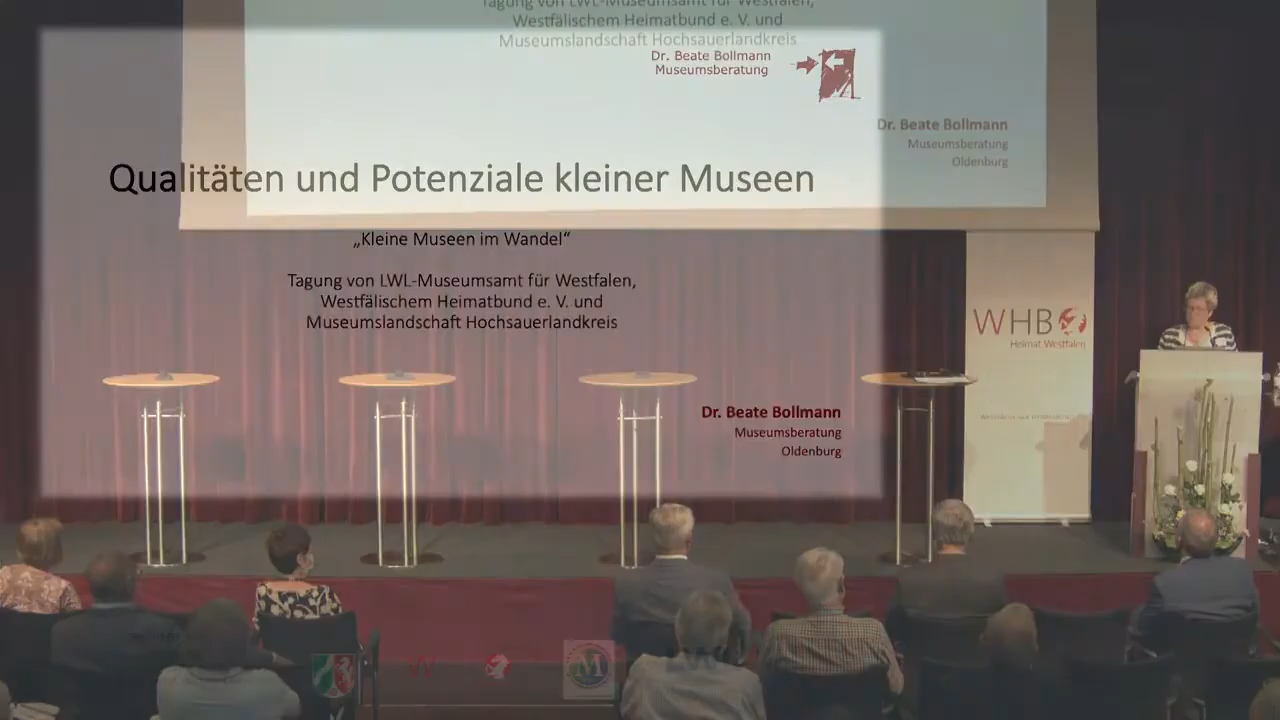 Tagung von LWL-Museumsamt für Westfalen,
Westfälischem Heimatbund e. V. und
Museumslandschaft Hochsauerlandkreis
Dr. Beate Bollmann
Museumsberatung
Dr. Beate Bollmann
Museumsberatung
Oldenburg
Qualitäten und Potenziale kleiner Museen
„Kleine Museen im Wandel“
Tagung von LWL-Museumsamt für Westfalen,
Westfälischem Heimatbund e. V. und
Museumslandschaft Hochsauerlandkreis
WHB
Heimat Westfalen
Dr. Beate Bollmann
Museumsberatung
Oldenburg
W
M
LW